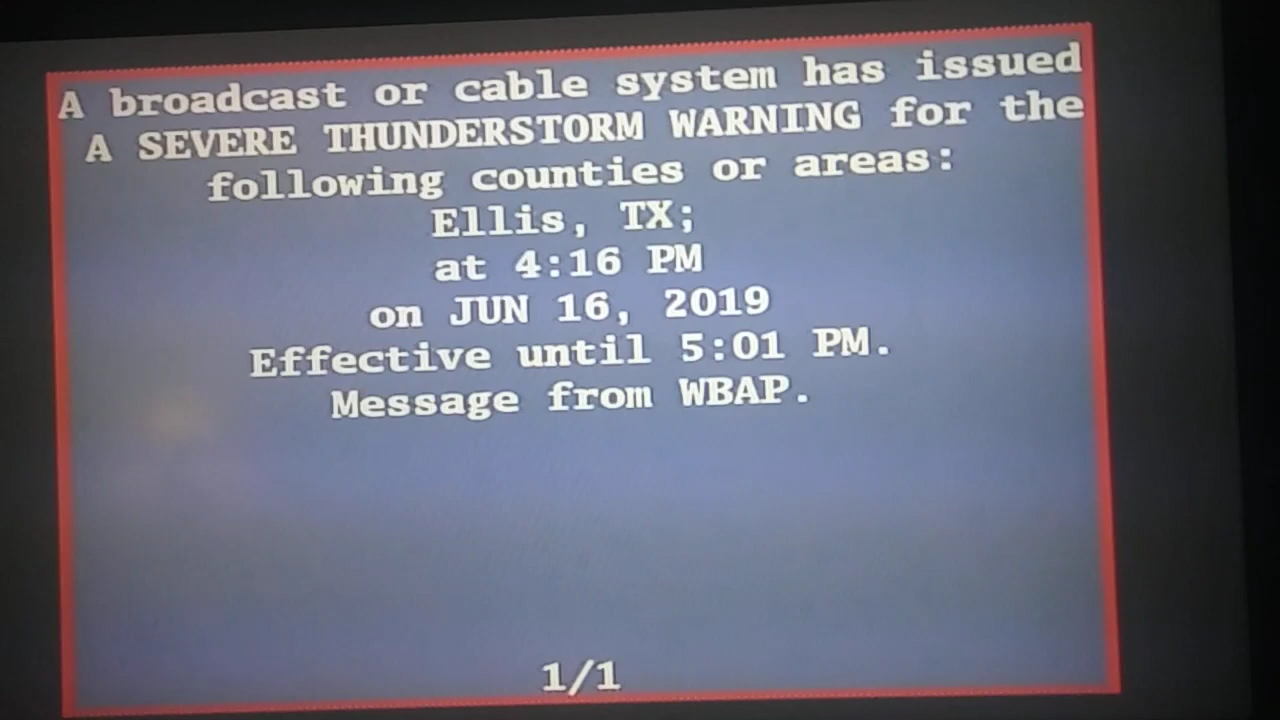 A broadcast or cable system has issued
A SEVERE THUNDERSTORM WARNING for the
following counties or areas:
Ellis, TX;
at 4:16 PM
on JUN 16, 2019
Effective until 5:01 PM.
Message from WBAP.
1/1